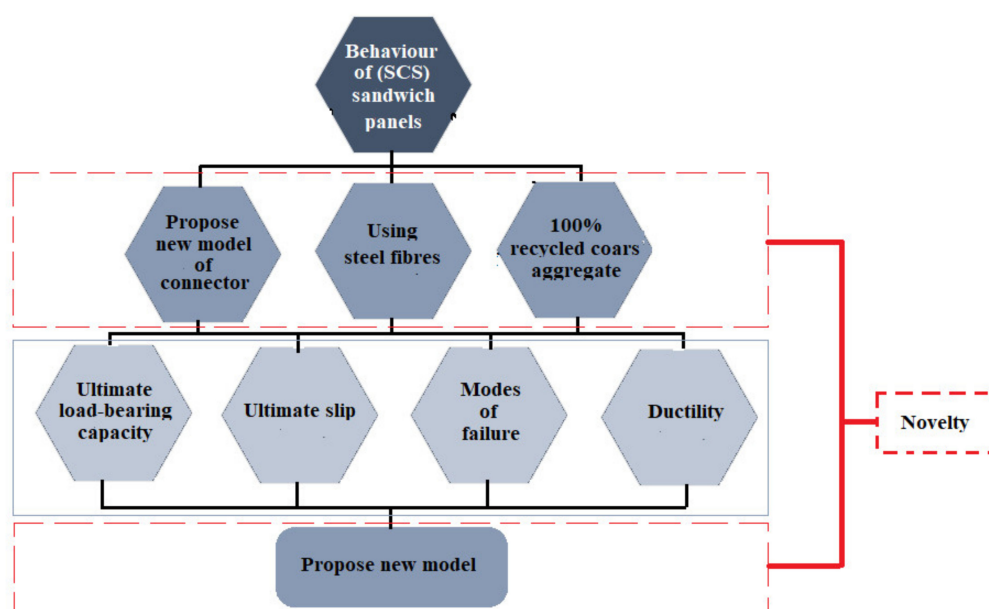 Behaviour
of (SCS)
sandwich
panels
Propose
new model
of
connector
Using
steel fibres
100%
recycled coars
aggregate
Ultimate
load-bearing
capacity
Ultimate slip
Modes
of
failure
Ductility
Novelty
Propose new model